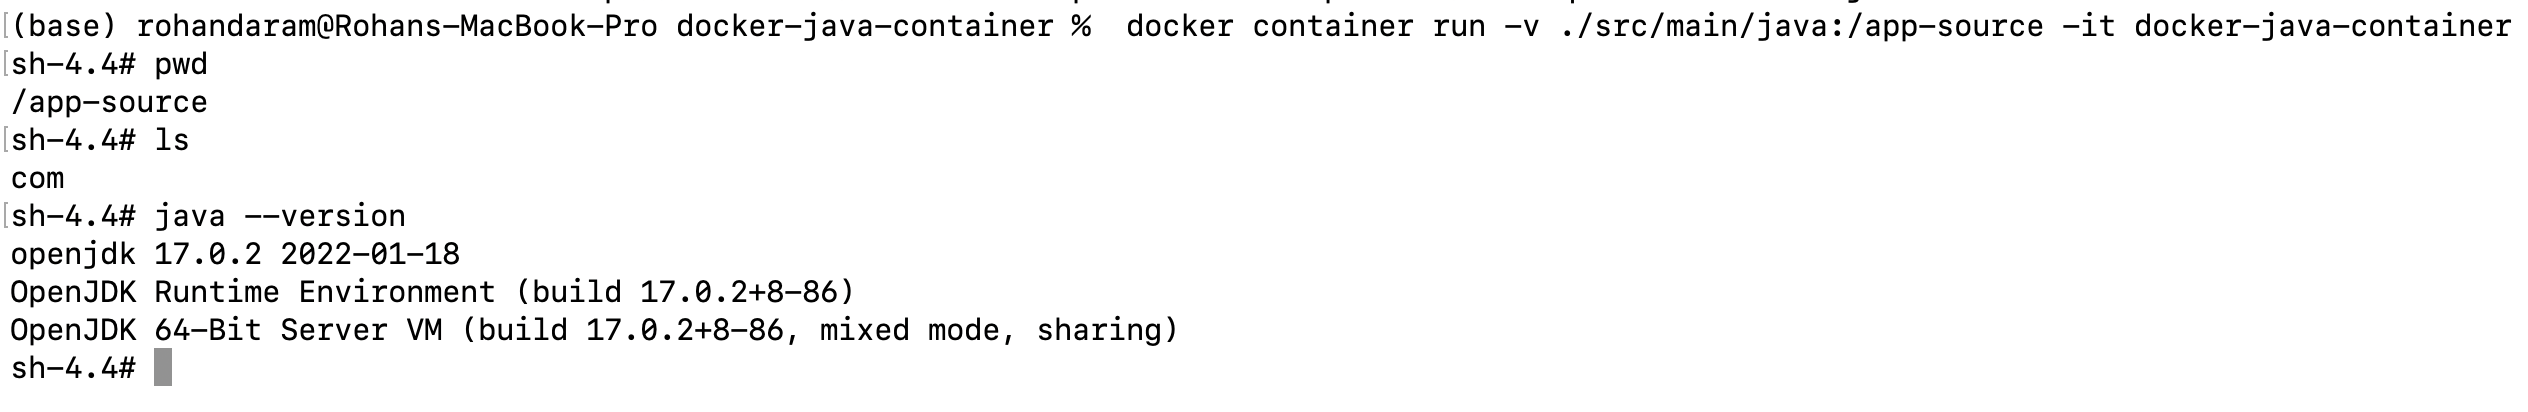 (base) rohandaram@Rohans-MacBook-Pro docker-java-container %  docker container run -v ./src/main/java:/app-source -it docker-java-container
sh-4.4# pwd
/app-source
sh-4.4# ls
com
sh-4.4# java --version
openjdk 17.0.2 2022-01-18
OpenJDK Runtime Environment (build 17.0.2+8-86)
OpenJDK 64-Bit Server VM (build 17.0.2+8-86, mixed mode, sharing)
sh-4.4#